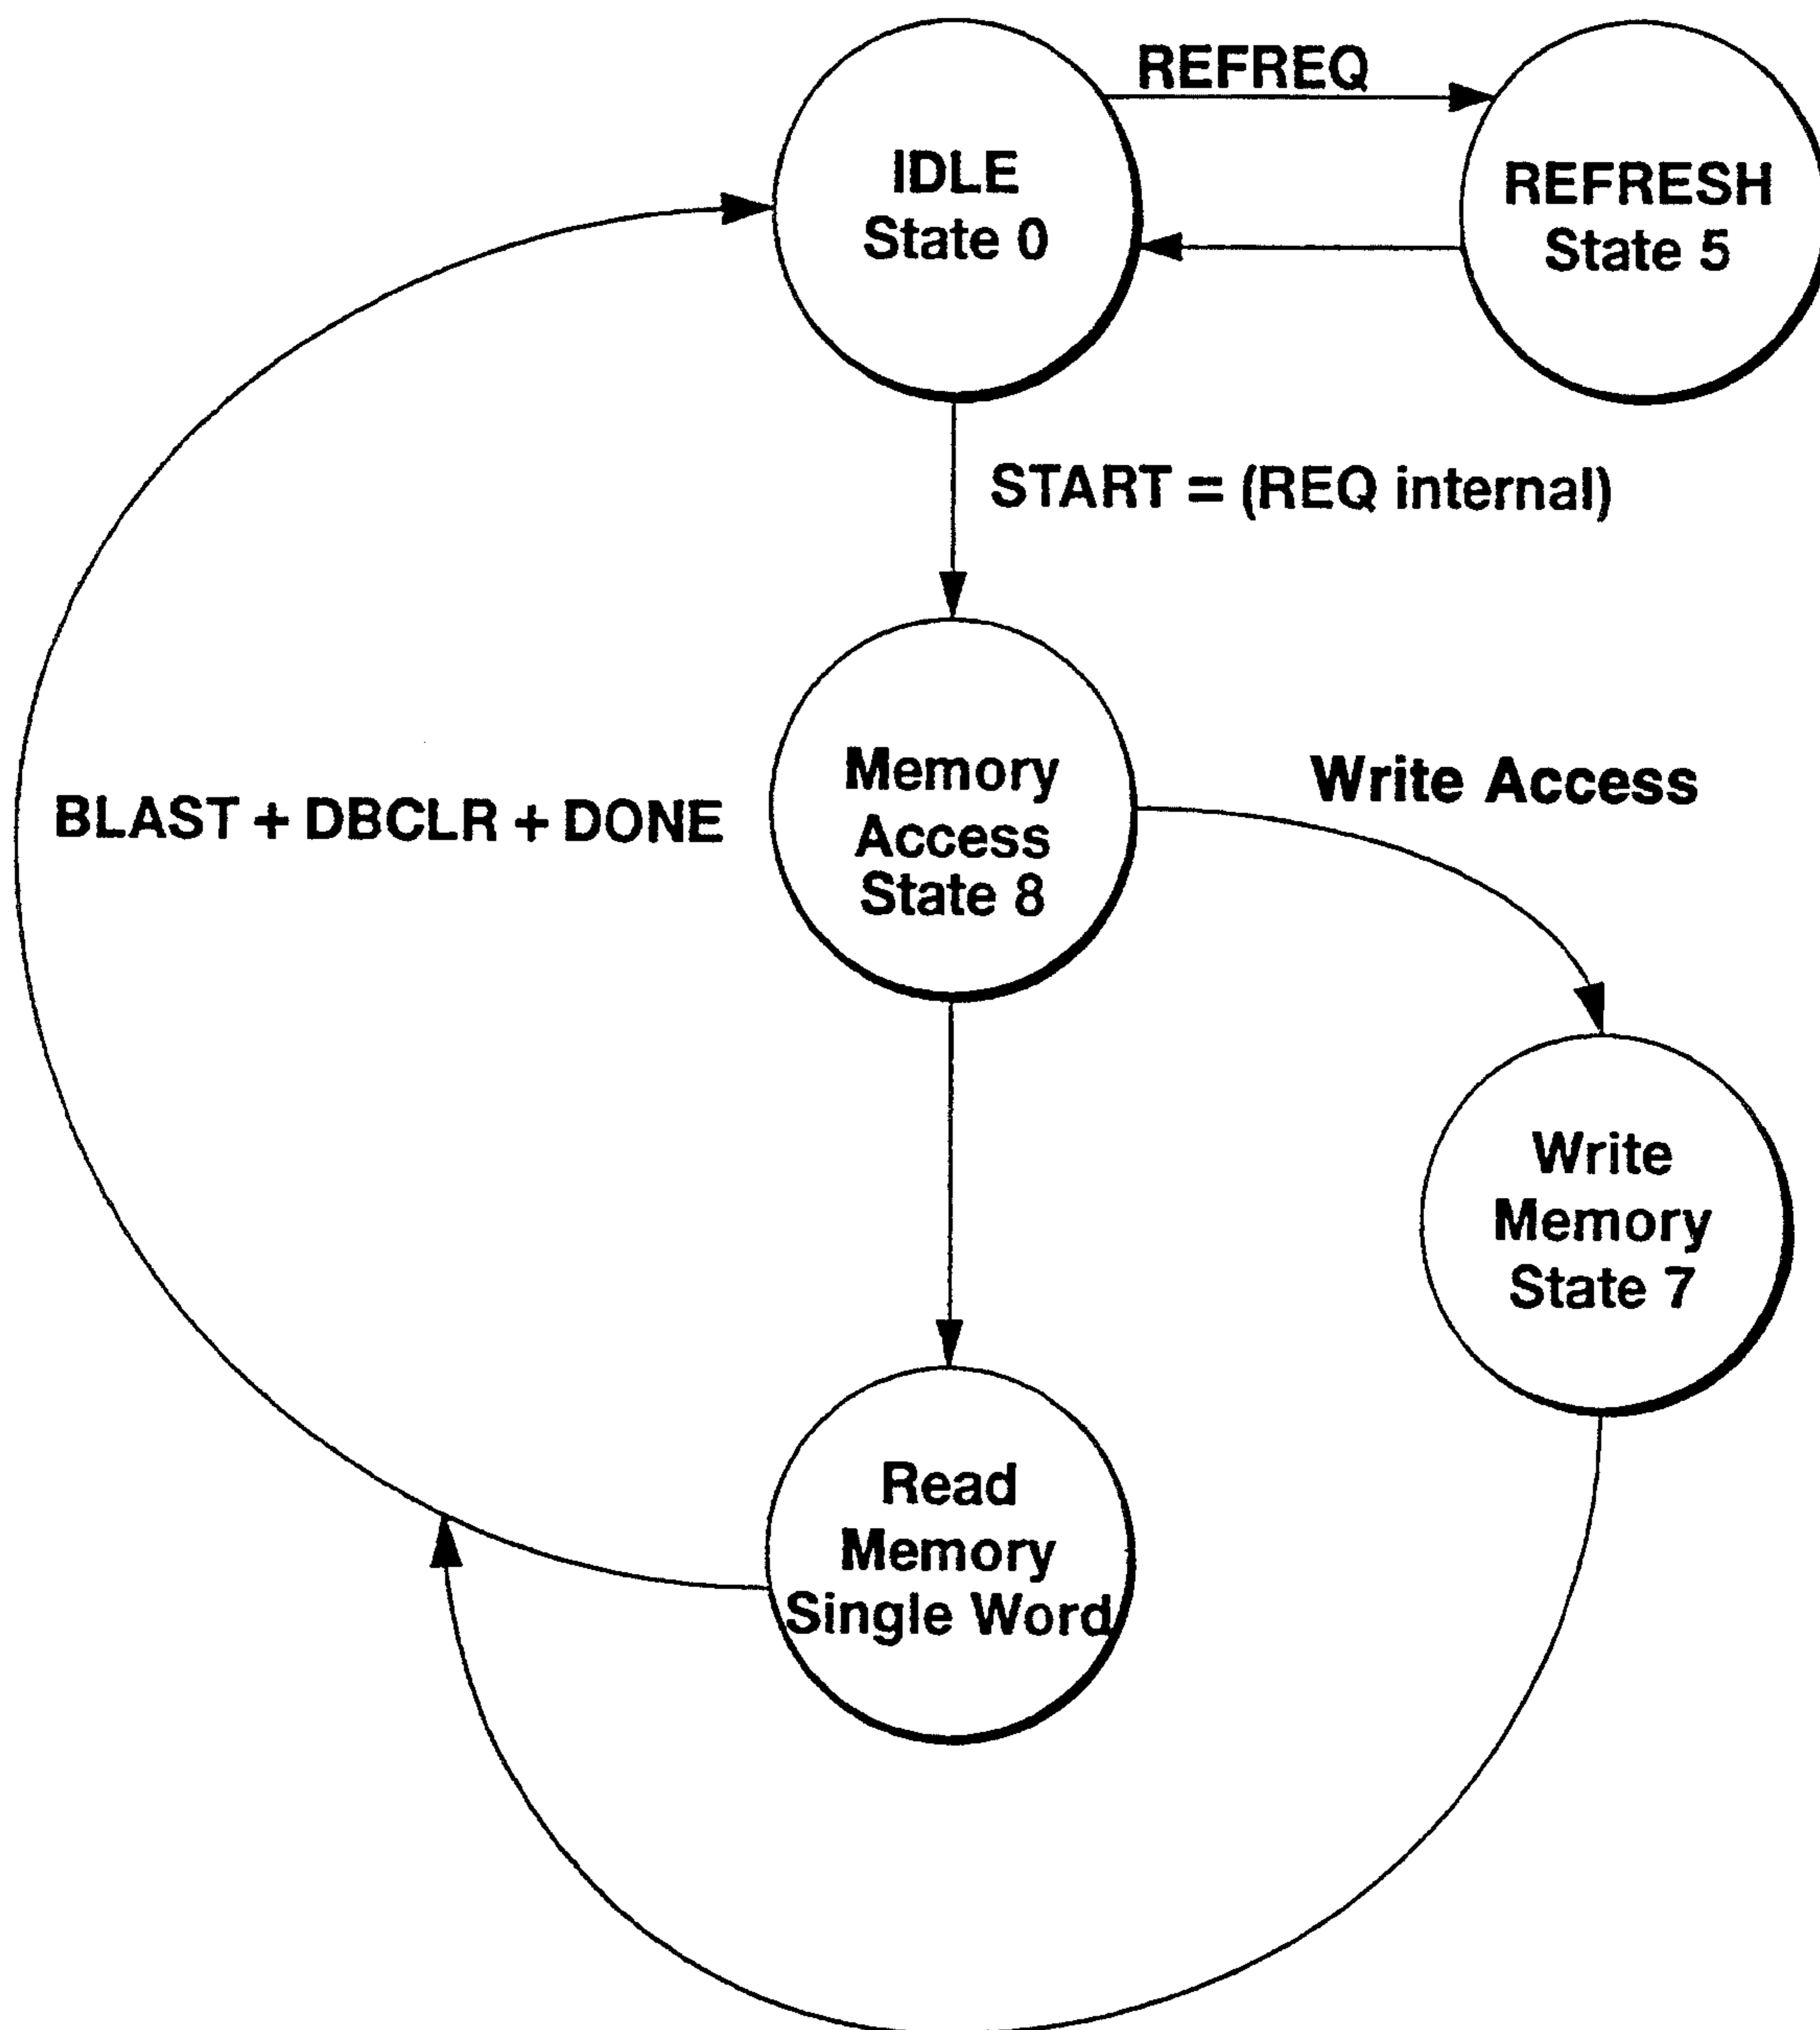 REFREQ
IDLE
State 0
REFRESH
State 5
START = (REQ internal)
Memory
Access
State 8
Write Access
BLAST + DBCLR + DONE
Write
Memory
State 7
Read
Memory
Single Word